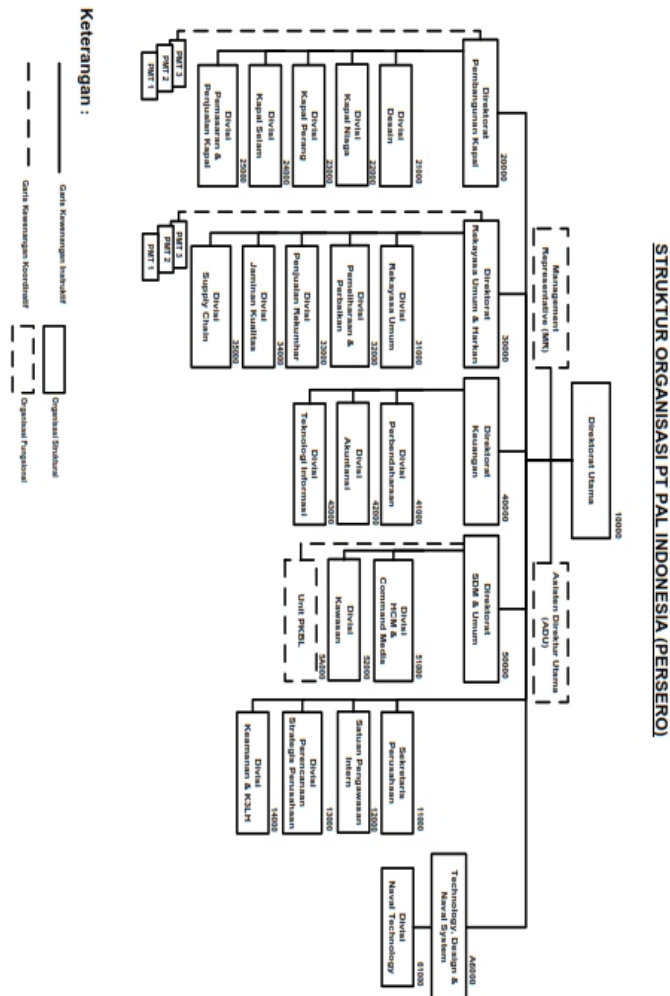 STRUKTUR ORGANISASI PT PAL INDONESIA (PERSERO)
10000
Direktorat Utama
Management
Representative (MR)
Asisten Direktur Utama
(ADU)
20000
Direktorat
Pembangunan Kapal
21000
Divisi
Desain
22000
Divisi
Kapal Niaga
23000
Divisi
Kapal Perang
24000
Divisi
Kapal Selam
25000
Divisi
Pemasaran &
Penjualan Kapal
PMT 3
PMT 2
PMT 1
30000
Direktorat
Rekayasa Umum & Harkan
31000
Divisi
Rekayasa Umum
32000
Divisi
Pemeliharaan &
Perbaikan
33000
Divisi
Penjualan Rekumhar
34000
Divisi
Jaminan Kualitas
35000
Divisi
Supply Chain
PMT 3
PMT 2
PMT 1
40000
Direktorat
Keuangan
41000
Divisi
Perbendaharaan
42000
Divisi
Akuntansi
43000
Divisi
Teknologi Informasi
50000
Direktorat
SDM & Umum
51000
Divisi
HCM &
Command Media
52000
Divisi
Kawasan
5A000
Unit PKBL
11000
Sekretaris
Perusahaan
12000
Satuan Pengawasan
Intern
13000
Divisi
Perencanaan
Strategis Perusahaan
14000
Divisi
Keamanan & K3LH
A6000
Technology, Design &
Naval System
61000
Divisi
Naval Technology
Keterangan :
Garis Kewenangan Instruktif
Garis Kewenangan Koordinatif
Organisasi Struktural
Organisasi Fungsional